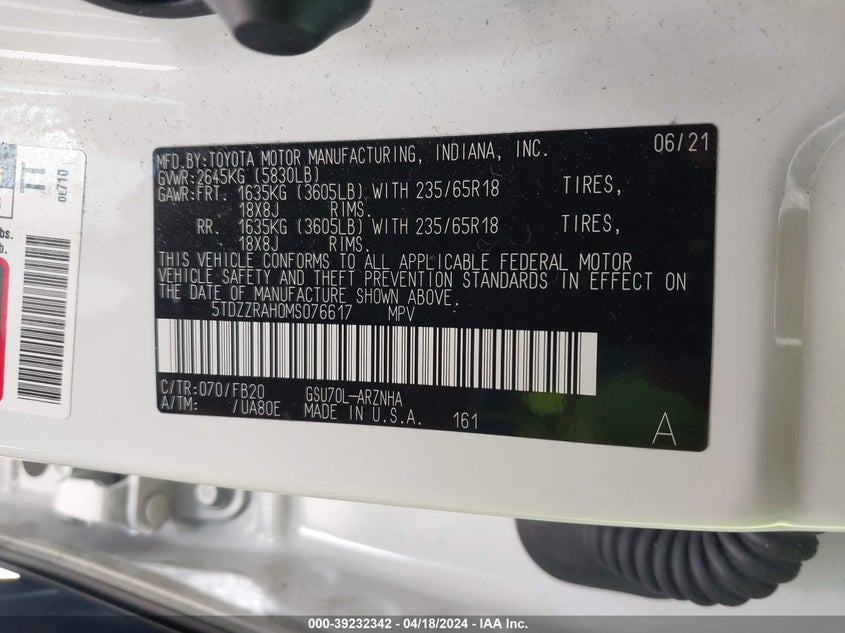 MFD.BY:TOYOTA MOTOR MANUFACTURING, INDIANA, INC. 06/21
GVWR:2645KG (5830LB)
GAWR:FRT. 1635KG (3605LB) WITH 235/65R18 TIRES,
18X8J RIMS.
RR. 1635KG (3605LB) WITH 235/65R18 TIRES,
18X8J RIMS.
THIS VEHICLE CONFORMS TO ALL APPLICABLE FEDERAL MOTOR
VEHICLE SAFETY AND THEFT PREVENTION STANDARDS IN EFFECT ON
THE DATE OF MANUFACTURE SHOWN ABOVE.
5TDZZRAH0MS076617 MPV
C/TR:070/FB20 GSU70L-ARZNHA
A/TM: /UA80E MADE IN U.S.A. 161
A
0E710
bs.
b.
000-39232342 - 04/18/2024 - IAA Inc.